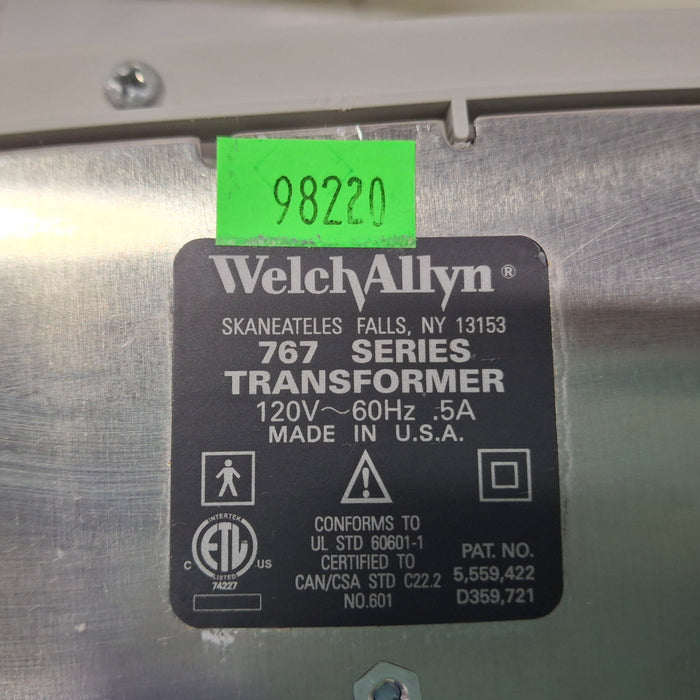 98220
WelchAllyn®
SKANEATELES FALLS, NY 13153
767 SERIES
TRANSFORMER
120V~60Hz .5A
MADE IN U.S.A.
INTERTEK
C ETL US
LISTED
74227
CONFORMS TO
UL STD 60601-1
CERTIFIED TO
CAN/CSA STD C22.2
NO.601
PAT. NO.
5,559,422
D359,721